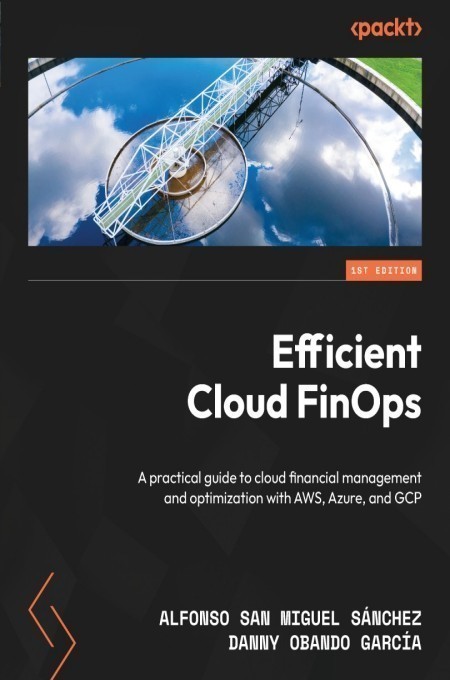 <packt>
1ST EDITION
Efficient
Cloud FinOps
A practical guide to cloud financial management
and optimization with AWS, Azure, and GCP
ALFONSO SAN MIGUEL SÁNCHEZ
DANNY OBANDO GARCÍA